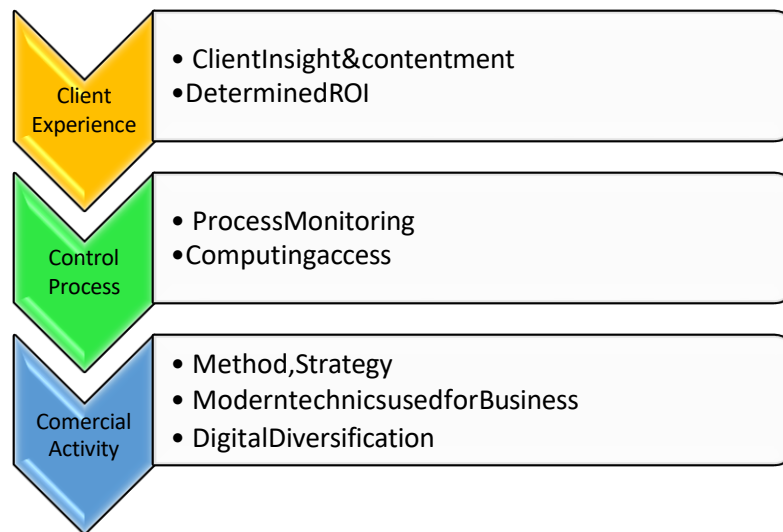 Client
Experience
• ClientInsight&contentment
•DeterminedROI
Control
Process
• ProcessMonitoring
•Computingaccess
Comercial
Activity
• Method,Strategy
• ModerntechnicsusedforBusiness
• DigitalDiversification